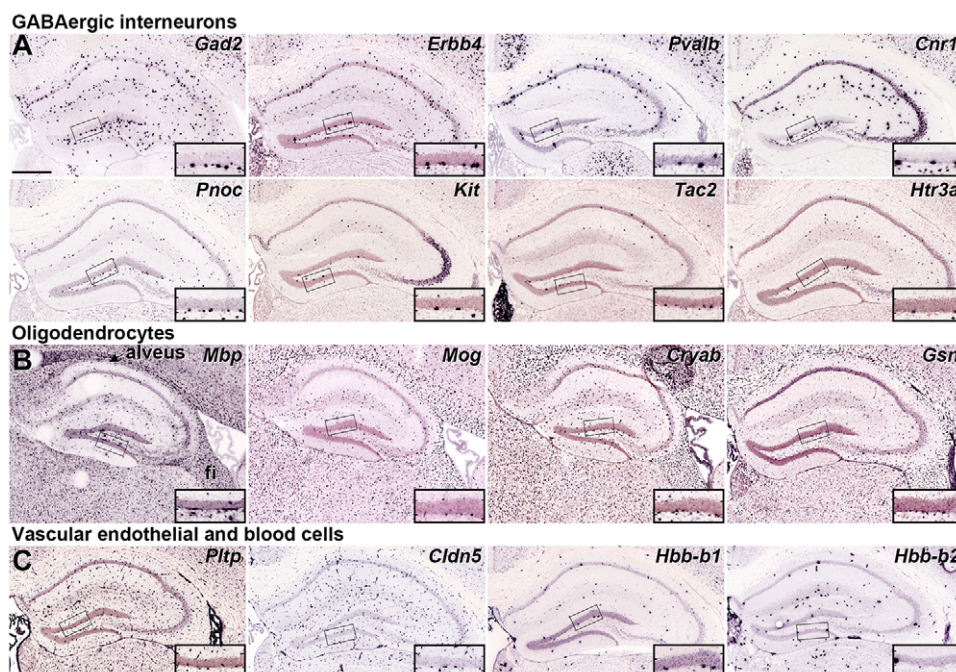 GABAergic interneurons
A
Gad2
Erbb4
Pvalb
Cnr1
Pnoc
Kit
Tac2
Htr3a
Oligodendrocytes
B
alveus
Mbp
Mog
Cryab
Gsn
fi
Vascular endothelial and blood cells
C
Pltp
Cldn5
Hbb-b1
Hbb-b2